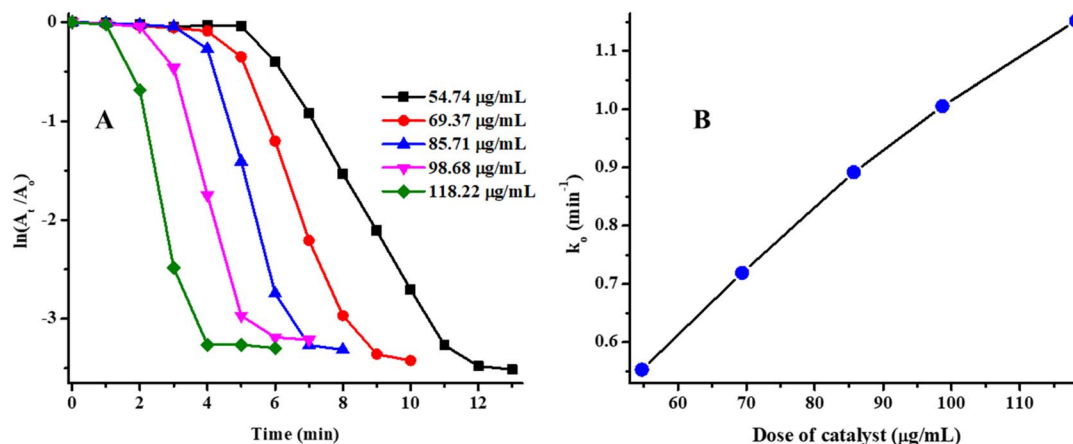 0
-1
-2
-3
ln(At/Ao)
A
54.74 µg/mL
69.37 µg/mL
85.71 µg/mL
98.68 µg/mL
118.22 µg/mL
0 2 4 6 8 10 12
Time (min)
1.1
1.0
0.9
0.8
0.7
0.6
ko (min-1)
B
60 70 80 90 100 110
Dose of catalyst (µg/mL)